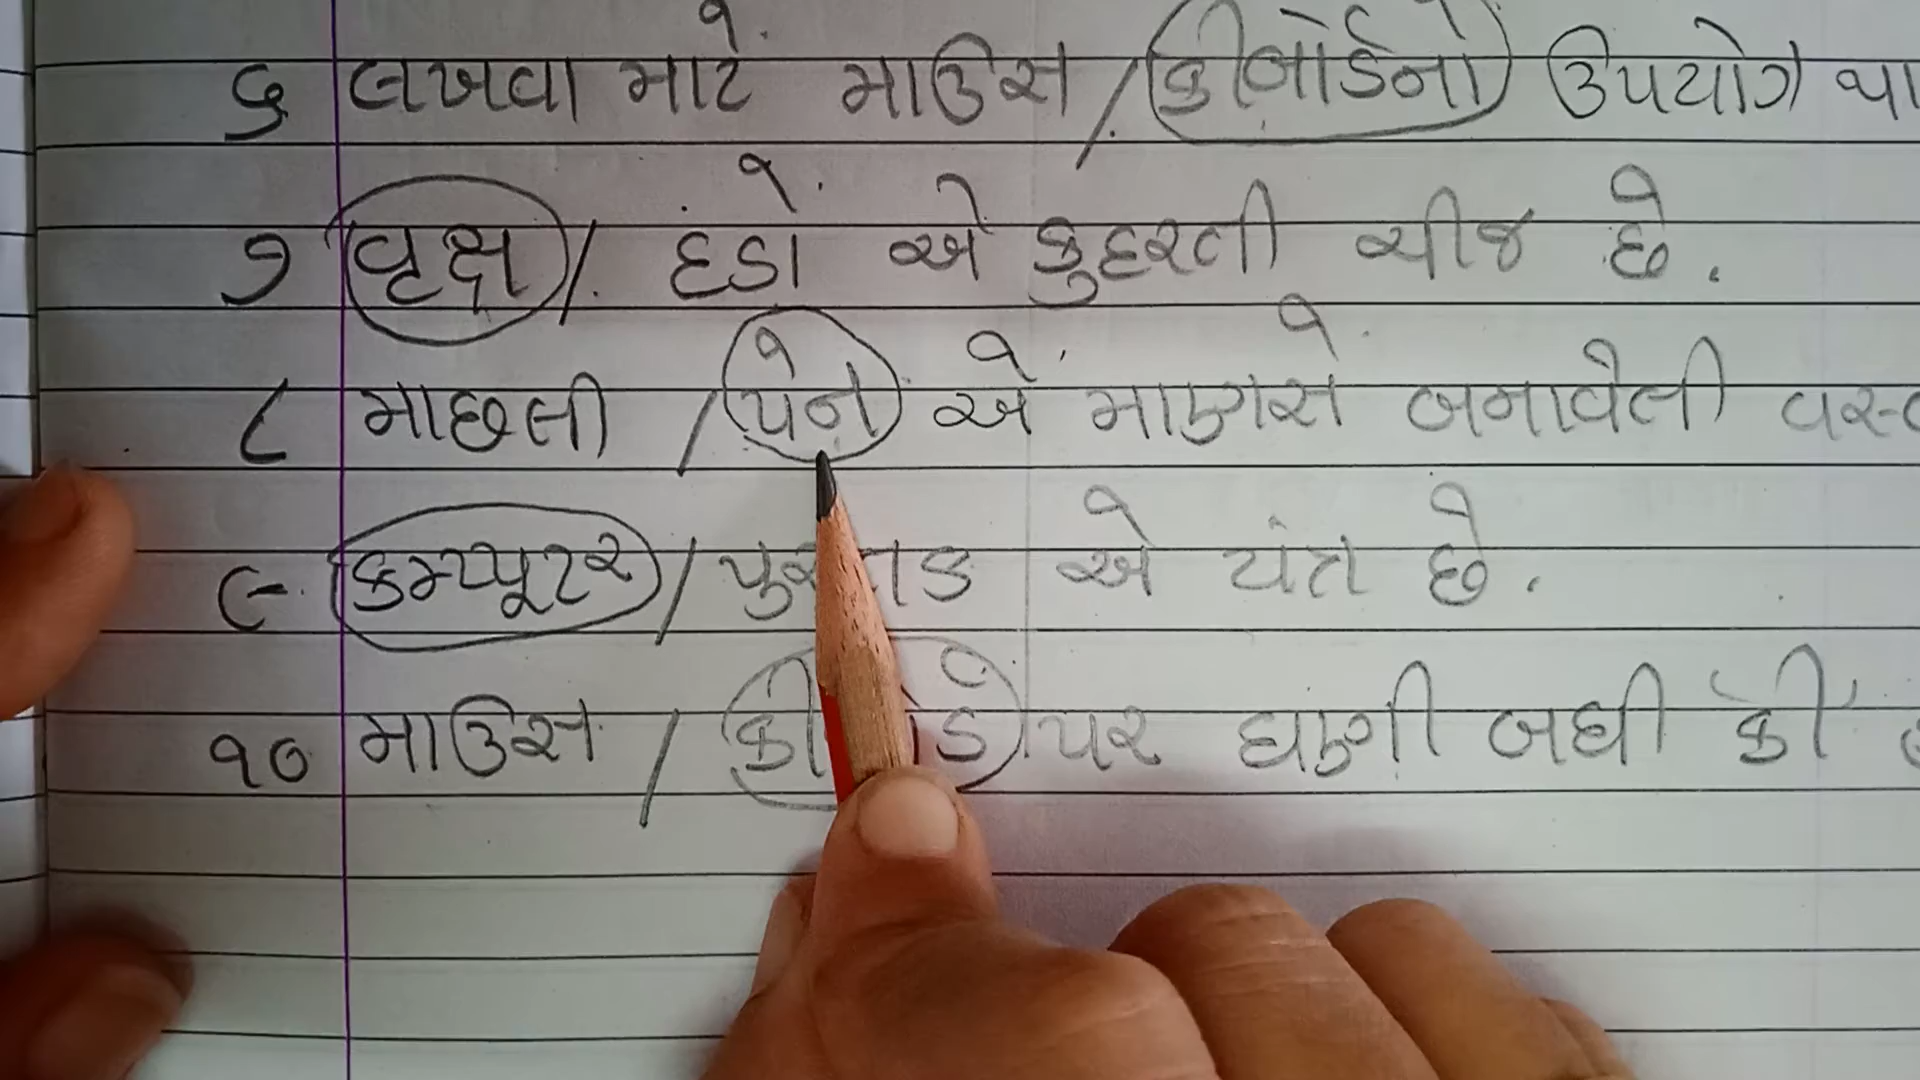 ૬ લખવા માટે માઉસ / કીબોર્ડનો ઉપયોગ
૭ વૃક્ષ / દડો એ કુદરતી ચીજ છે.
૮ માછલી / પેન એ માણસે બનાવેલી
૯. કમ્પ્યૂટર / એ યંત્ર છે.
૧૦ માઉસ / પર ઘણી બધી કી